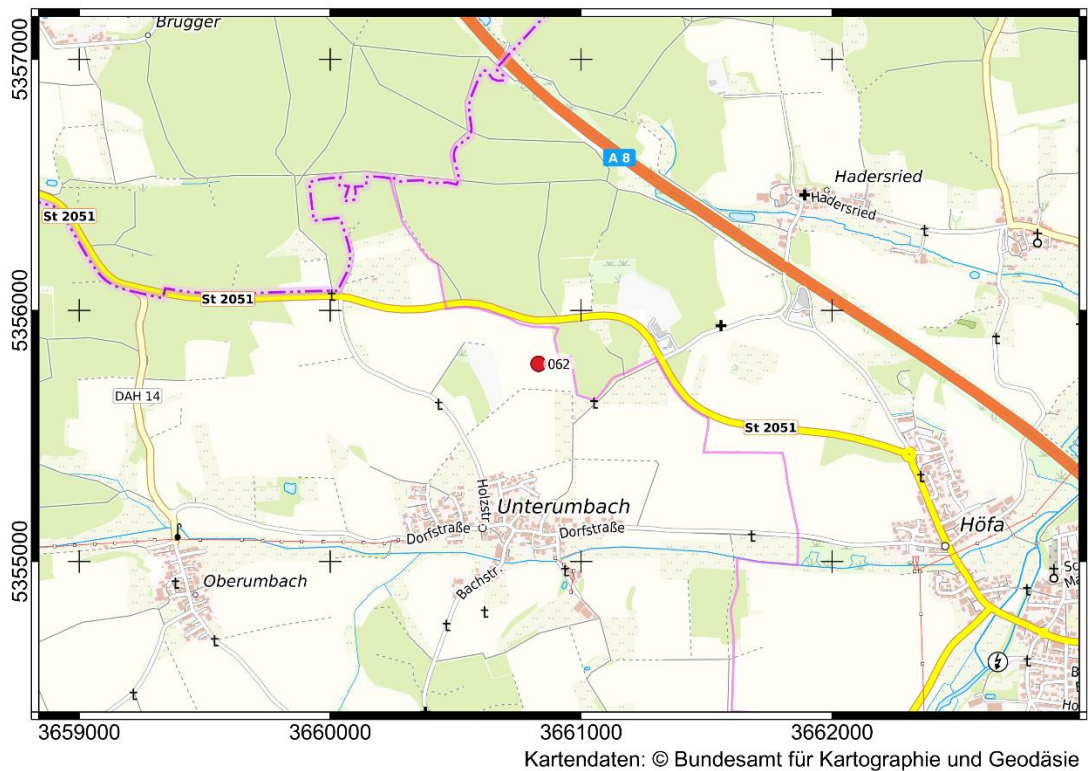 Brugger
5357000
A 8
Hadersried
Hadersried
St 2051
St 2051
5356000
062
DAH 14
St 2051
Unterumbach
Holzstr.
Dorfstraße
Dorfstraße
Höfa
5355000
Oberumbach
Bachstr.
3659000
3660000
3661000
3662000
Kartendaten: © Bundesamt für Kartographie und Geodäsie